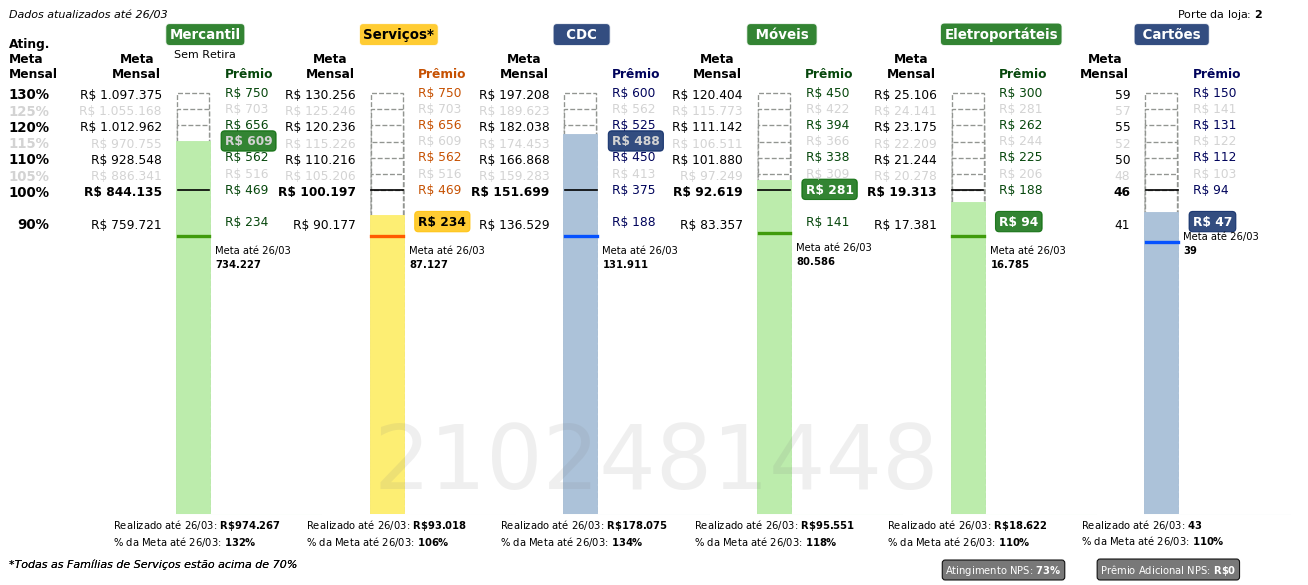 Dados atualizados até 26/03
Porte da loja: 2
Mercantil Serviços* CDC Móveis Eletroportáteis Cartões
Sem Retira
Ating. Meta Mensal
Meta Mensal Prêmio Meta Mensal Prêmio Meta Mensal Prêmio Meta Mensal Prêmio Meta Mensal Prêmio Meta Mensal Prêmio
130% R$ 1.097.375 R$ 750 R$ 130.256 R$ 750 R$ 197.208 R$ 600 R$ 120.404 R$ 450 R$ 25.106 R$ 300 59 R$ 150
125% R$ 1.055.168 R$ 703 R$ 125.246 R$ 703 R$ 189.623 R$ 562 R$ 115.773 R$ 422 R$ 24.141 R$ 281 57 R$ 141
120% R$ 1.012.962 R$ 656 R$ 120.236 R$ 656 R$ 182.038 R$ 525 R$ 111.142 R$ 394 R$ 23.175 R$ 262 55 R$ 131
115% R$ 970.755 R$ 609 R$ 115.226 R$ 609 R$ 174.453 R$ 488 R$ 106.511 R$ 366 R$ 22.209 R$ 244 52 R$ 122
110% R$ 928.548 R$ 562 R$ 110.216 R$ 562 R$ 166.868 R$ 450 R$ 101.880 R$ 338 R$ 21.244 R$ 225 50 R$ 112
105% R$ 886.341 R$ 516 R$ 105.206 R$ 516 R$ 159.283 R$ 413 R$ 97.249 R$ 309 R$ 20.278 R$ 206 48 R$ 103
100% R$ 844.135 R$ 469 R$ 100.197 R$ 469 R$ 151.699 R$ 375 R$ 92.619 R$ 281 R$ 19.313 R$ 188 46 R$ 94
90% R$ 759.721 R$ 234 R$ 90.177 R$ 234 R$ 136.529 R$ 188 R$ 83.357 R$ 141 R$ 17.381 R$ 94 41 R$ 47
Meta até 26/03 Meta até 26/03 Meta até 26/03 Meta até 26/03 Meta até 26/03 Meta até 26/03
734.227 87.127 131.911 80.586 16.785 39
2102481448
Realizado até 26/03: R$974.267 Realizado até 26/03: R$93.018 Realizado até 26/03: R$178.075 Realizado até 26/03: R$95.551 Realizado até 26/03: R$18.622 Realizado até 26/03: 43
% da Meta até 26/03: 132% % da Meta até 26/03: 106% % da Meta até 26/03: 134% % da Meta até 26/03: 118% % da Meta até 26/03: 110% % da Meta até 26/03: 110%
*Todas as Famílias de Serviços estão acima de 70%
Atingimento NPS: 73% Prêmio Adicional NPS: R$0